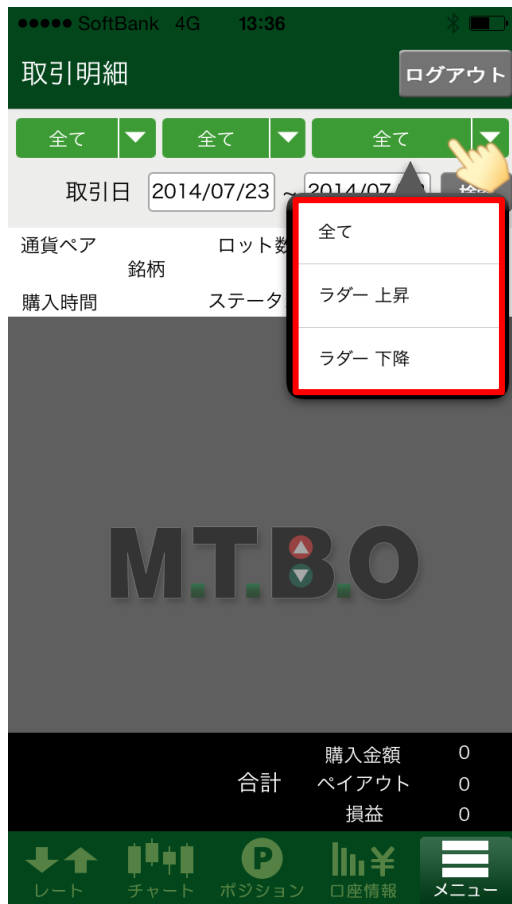 SoftBank 4G 13:36
取引明細 ログアウト
全て 全て 全て
取引日 2014/07/23 ~ 2014/07
全て
ラダー 上昇
ラダー 下降
通貨ペア ロット数
銘柄
購入時間 ステータ
M.T.B.O
購入金額 0
合計 ペイアウト 0
損益 0
レート チャート ポジション 口座情報 メニュー